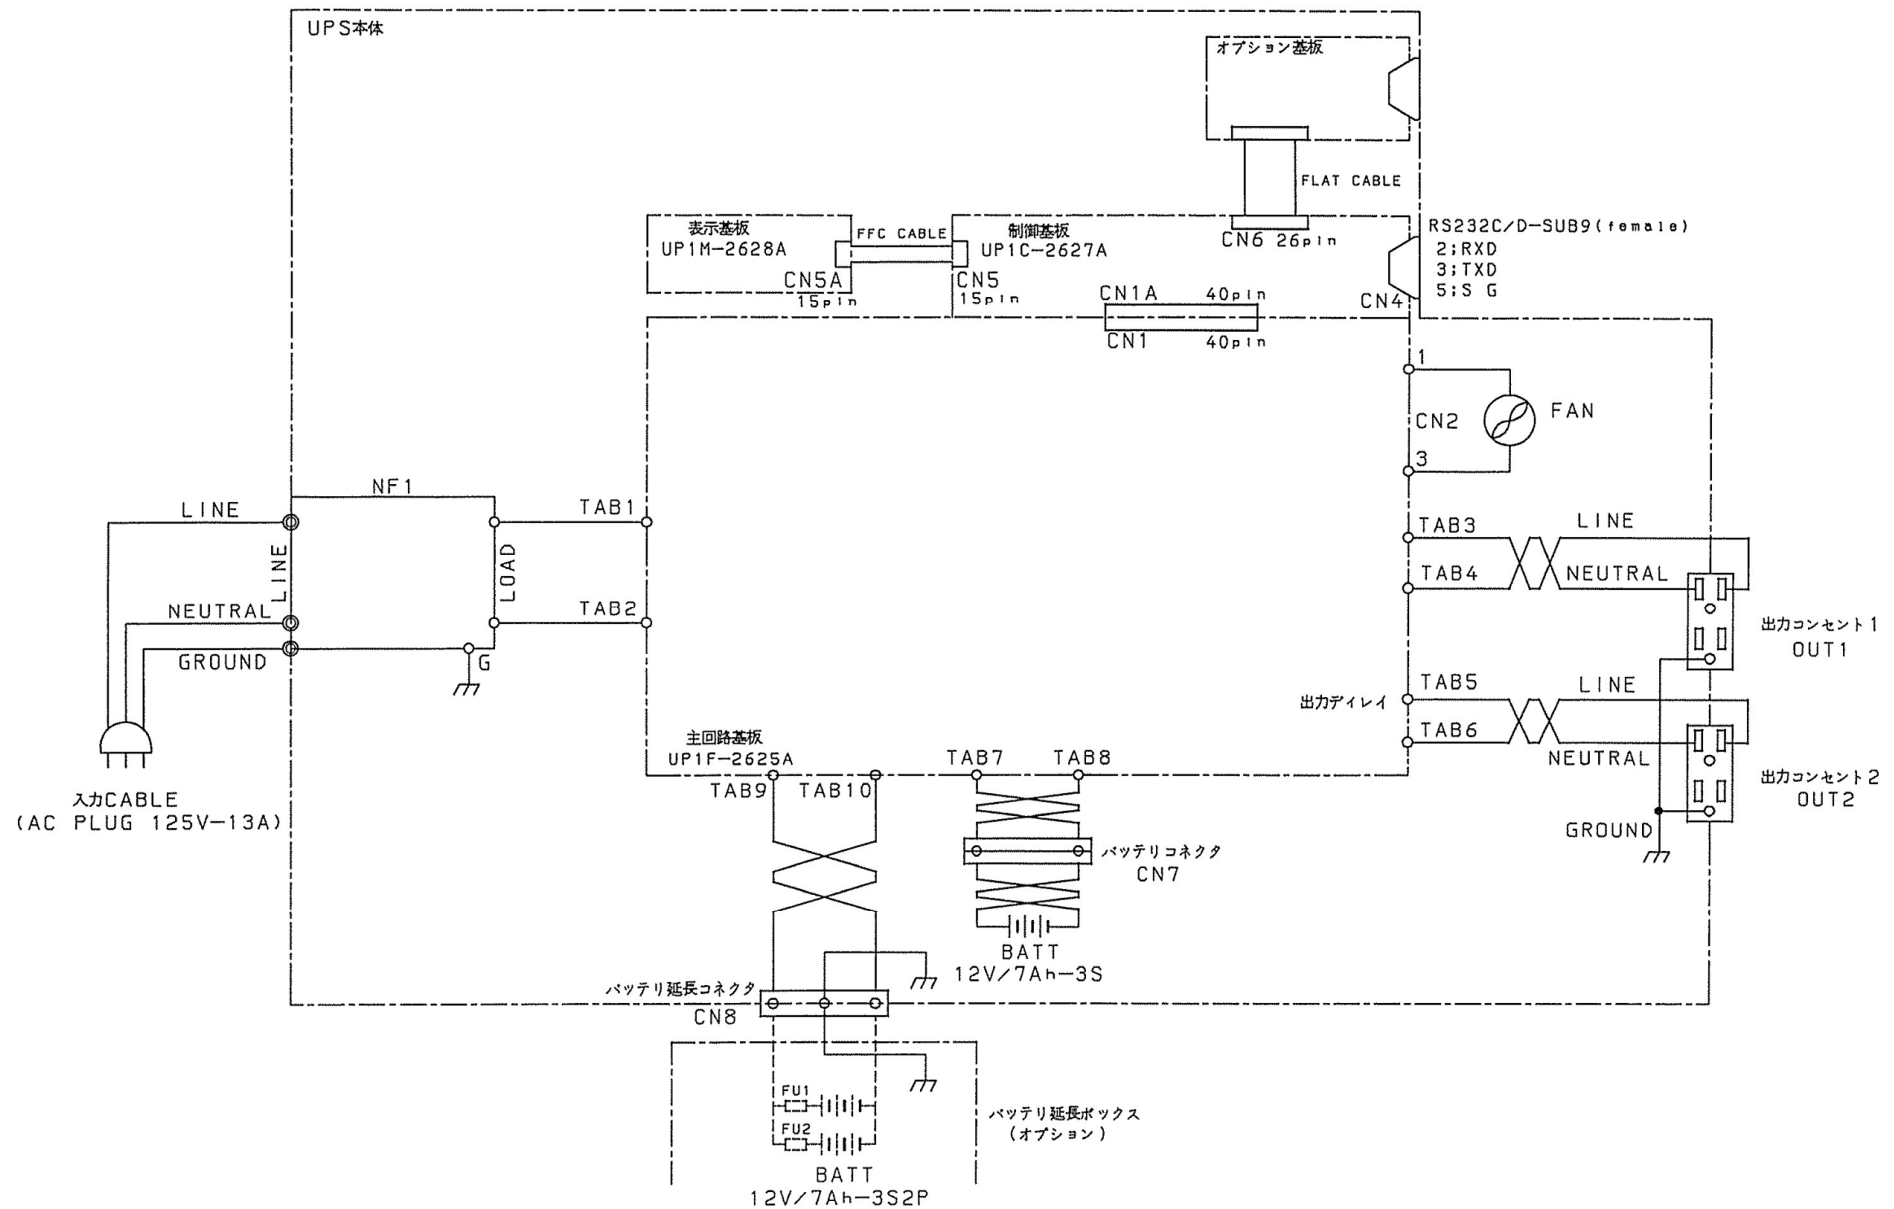 UPS本体
オプション基板
FLAT CABLE
表示基板
UP1M-2628A
FFC CABLE
制御基板
UP1C-2627A
CN6 26pin
RS232C/D-SUB9(female)
2;RXD
3;TXD
5;S G
CN5A
15pin
CN5
15pin
CN1A 40pin
CN4
CN1 40pin
1
CN2
FAN
3
NF1
LINE
TAB1
LINE
LOAD
NEUTRAL
TAB2
GROUND
G
TAB3
LINE
TAB4
NEUTRAL
出力コンセント1
OUT1
出力ディレイ
TAB5
LINE
TAB6
NEUTRAL
出力コンセント2
OUT2
GROUND
主回路基板
UP1F-2625A
TAB7
TAB8
TAB9
TAB10
入力CABLE
(AC PLUG 125V-13A)
バッテリコネクタ
CN7
BATT
12V/7Ah-3S
バッテリ延長コネクタ
CN8
FU1
FU2
バッテリ延長ボックス
(オプション)
BATT
12V/7Ah-3S2P